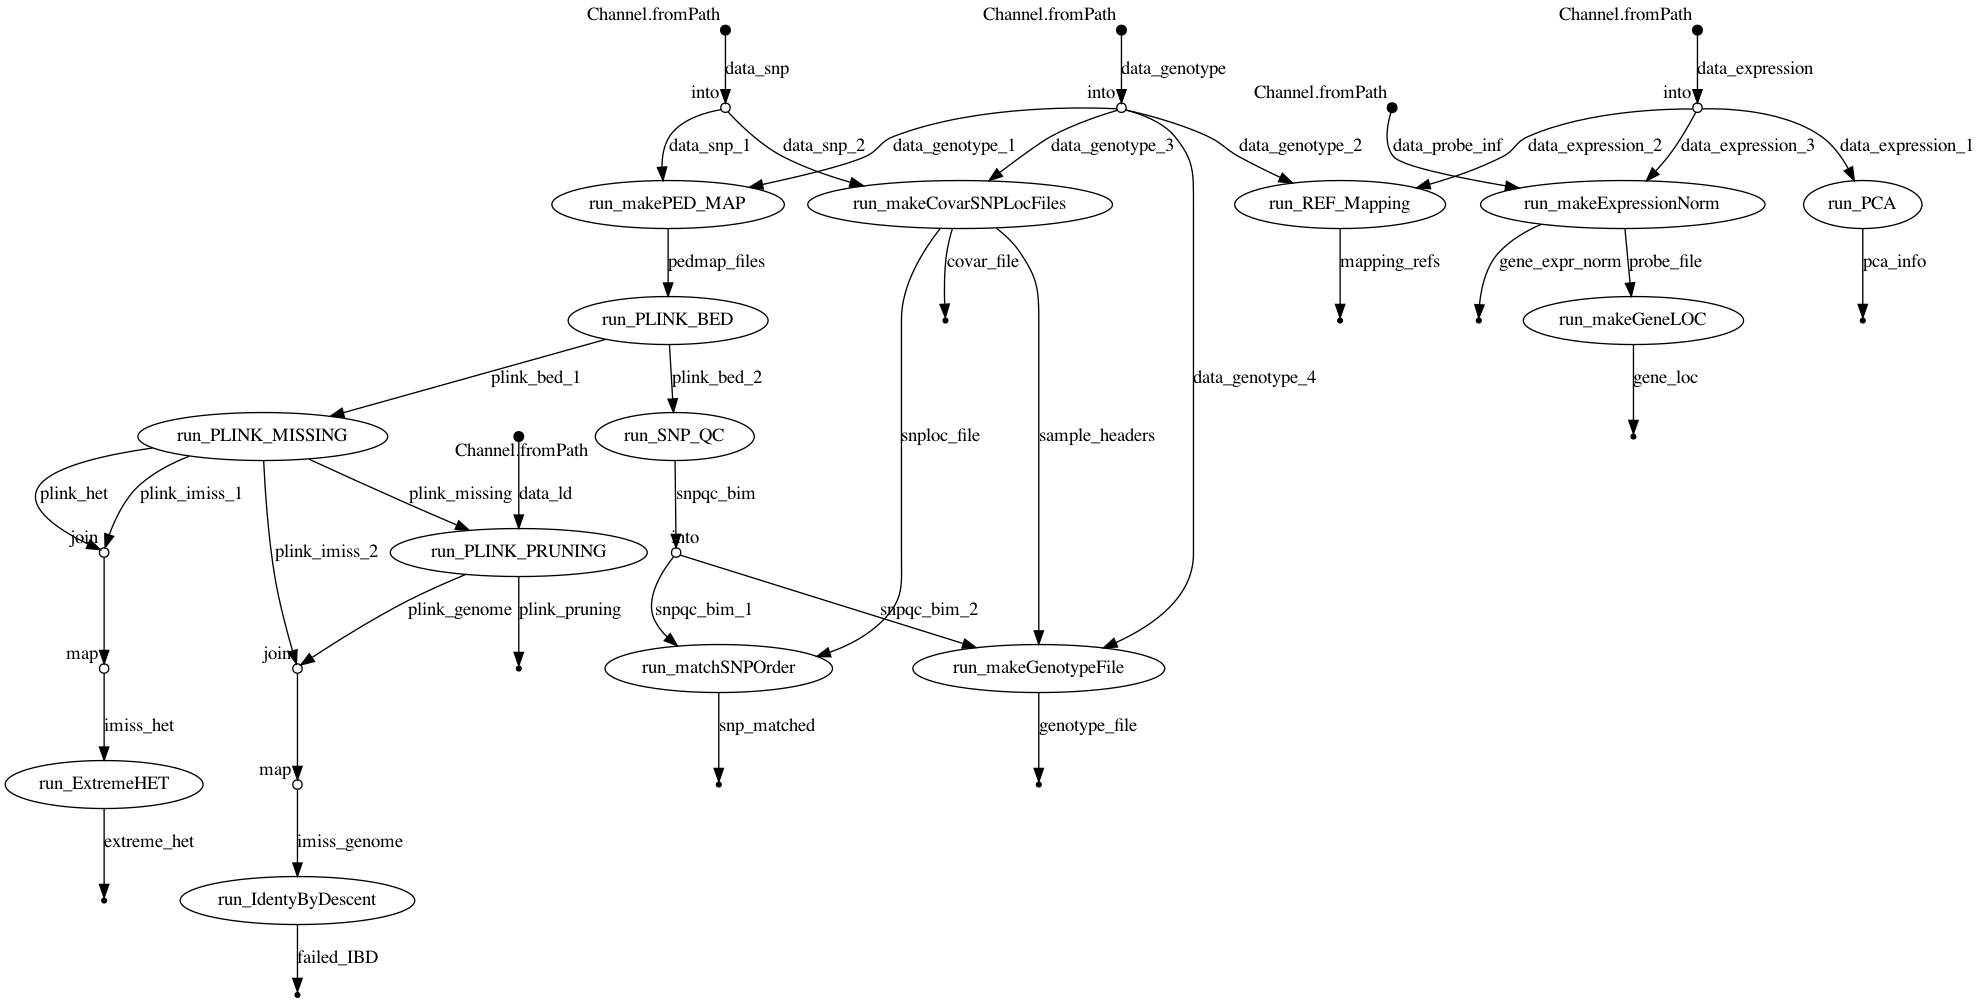 Channel.fromPath
Channel.fromPath
Channel.fromPath
data_snp
data_genotype
data_expression
into
into
Channel.fromPath
into
data_snp_1
data_snp_2
data_genotype_1
data_genotype_3
data_genotype_2
data_probe_inf
data_expression_2
data_expression_3
data_expression_1
run_makePED_MAP
run_makeCovarSNPLocFiles
run_REF_Mapping
run_makeExpressionNorm
run_PCA
pedmap_files
covar_file
mapping_refs
gene_expr_norm
probe_file
pca_info
run_PLINK_BED
run_makeGeneLOC
plink_bed_1
plink_bed_2
data_genotype_4
gene_loc
run_PLINK_MISSING
Channel.fromPath
run_SNP_QC
snploc_file
sample_headers
plink_het
plink_imiss_1
plink_missing
data_ld
snpqc_bim
join
into
plink_imiss_2
run_PLINK_PRUNING
plink_genome
plink_pruning
snpqc_bim_1
snpqc_bim_2
map
join
run_matchSNPOrder
run_makeGenotypeFile
imiss_het
snp_matched
genotype_file
map
run_ExtremeHET
extreme_het
imiss_genome
run_IdentyByDescent
failed_IBD